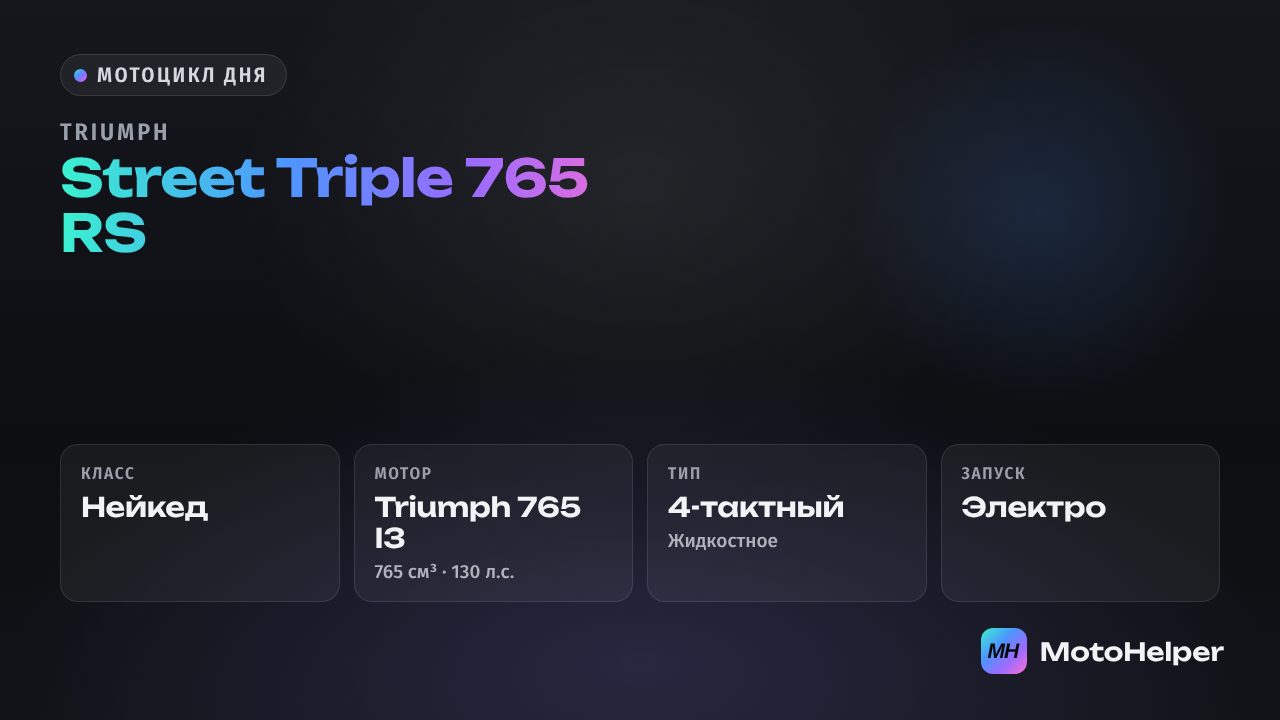 МОТОЦИКЛ ДНЯ
TRIUMPH
Street Triple 765
RS
КЛАСС
Нейкед
МОТОР
Triumph 765
I3
765 см³ · 130 л.с.
ТИП
4-тактный
Жидкостное
ЗАПУСК
Электро
MH MotoHelper